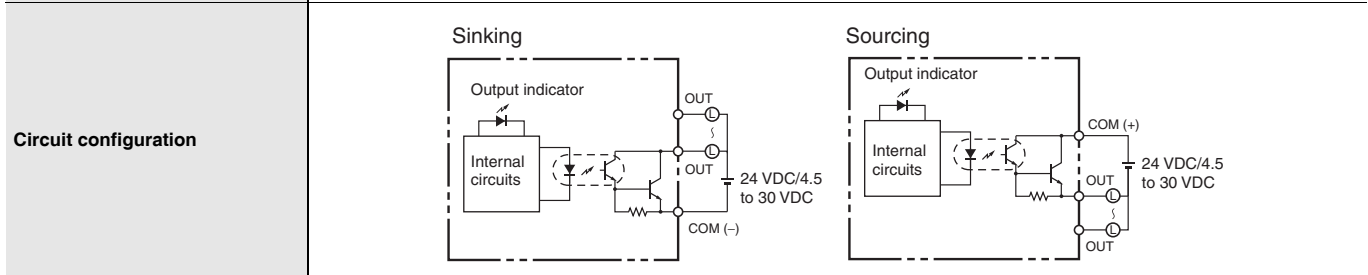 Circuit configuration
Sinking
Output indicator
Internal
circuits
OUT
L
L
OUT
24 VDC/4.5
to 30 VDC
COM (–)
Sourcing
Output indicator
Internal
circuits
COM (+)
24 VDC/4.5
to 30 VDC
OUT
L
L
OUT